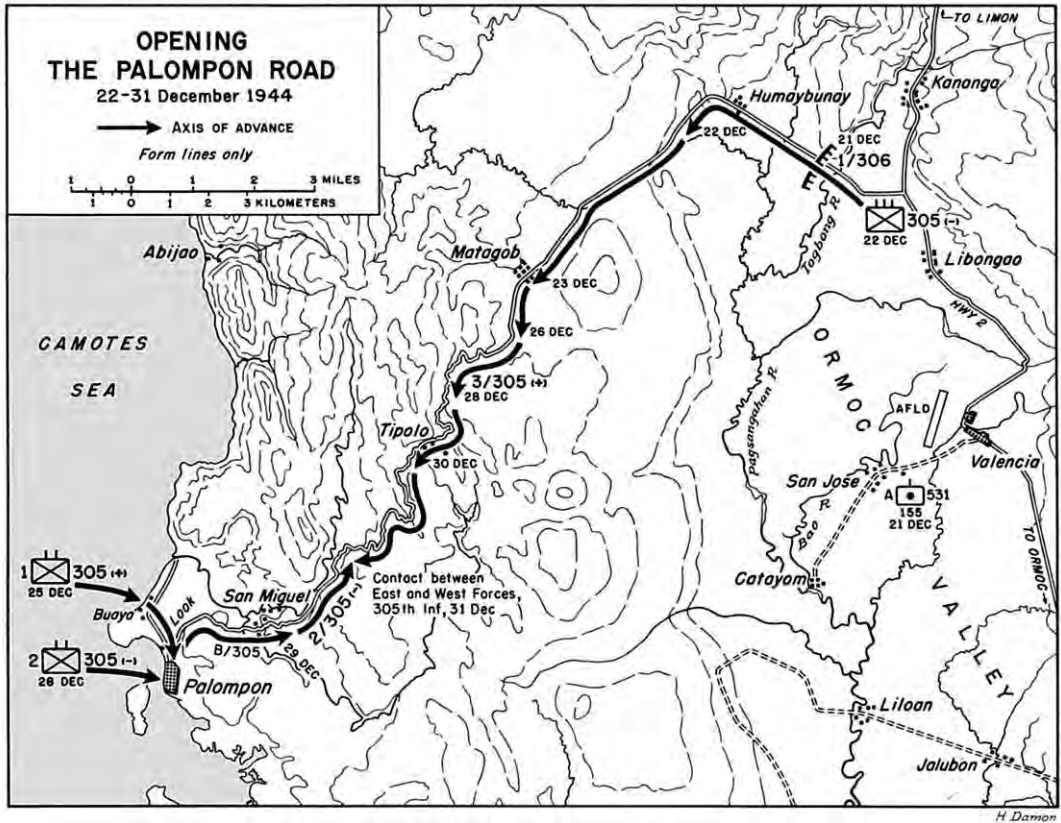 OPENING
THE PALOMPON ROAD
22-31 December 1944
AXIS OF ADVANCE
Form lines only
1 0 1 2 3 MILES
1 0 1 2 3 KILOMETERS
TO LIMON
Kananga
Humaybunay
22 DEC
21 DEC
1/306
E
E
305 (-)
22 DEC
Tagbong R
Libongao
HWY 2
Abijao
Matagob
23 DEC
26 DEC
CAMOTES
SEA
3/305 (+)
28 DEC
ORMOC
VALLEY
Pagsangahan R
AFLD
Tipolo
30 DEC
Valencia
San Jose
A 531
155
21 DEC
Bao R
TO ORMOC
Catayom
1 305 (+)
25 DEC
Buaya
Look
San Miguel
Contact between
East and West Forces,
305th Inf, 31 Dec
2/305 (-)
B/305
29 DEC
2 305 (-)
28 DEC
Palompon
Liloan
Jalubon
H Damon